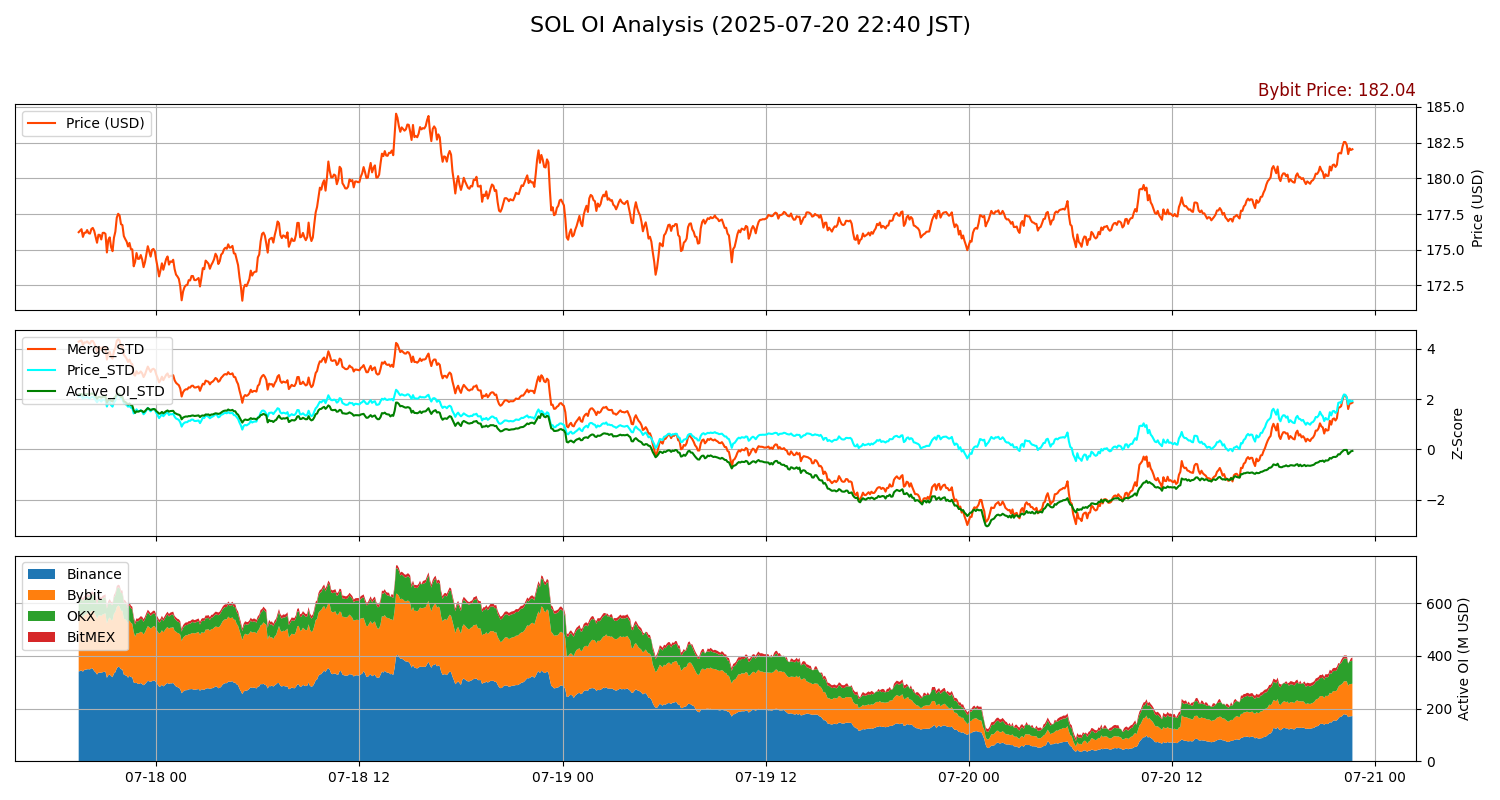 SOL OI Analysis (2025-07-20 22:40 JST)
Bybit Price: 182.04
Price (USD)
185.0
182.5
180.0
177.5
175.0
172.5
Price (USD)
Merge_STD
Price_STD
Active_OI_STD
4
2
0
−2
Z-Score
Binance
Bybit
OKX
BitMEX
600
400
200
0
Active OI (M USD)
07-18 00
07-18 12
07-19 00
07-19 12
07-20 00
07-20 12
07-21 00